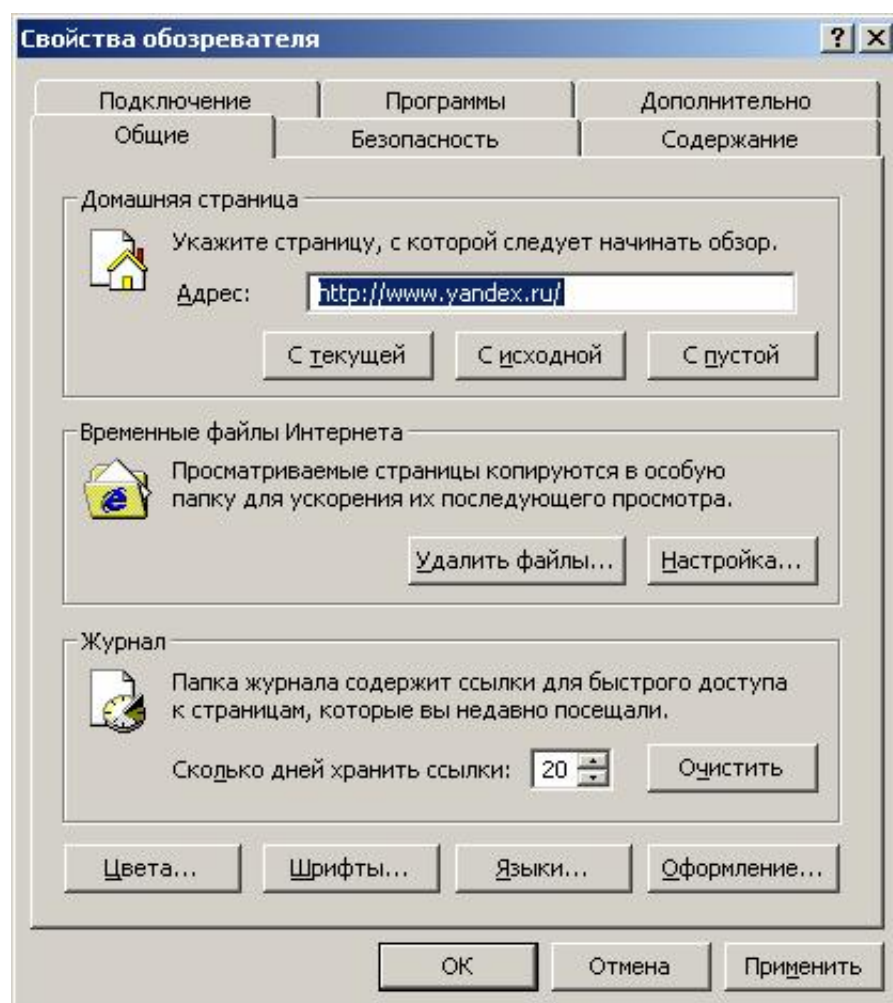 Свойства обозревателя
Подключение Программы Дополнительно
Общие Безопасность Содержание
Домашняя страница
Укажите страницу, с которой следует начинать обзор.
Адрес: http://www.yandex.ru/
С текущей С исходной С пустой
Временные файлы Интернета
Просматриваемые страницы копируются в особую
папку для ускорения их последующего просмотра.
Удалить файлы... Настройка...
Журнал
Папка журнала содержит ссылки для быстрого доступа
к страницам, которые вы недавно посещали.
Сколько дней хранить ссылки: 20 Очистить
Цвета... Шрифты... Языки... Оформление...
ОК Отмена Применить